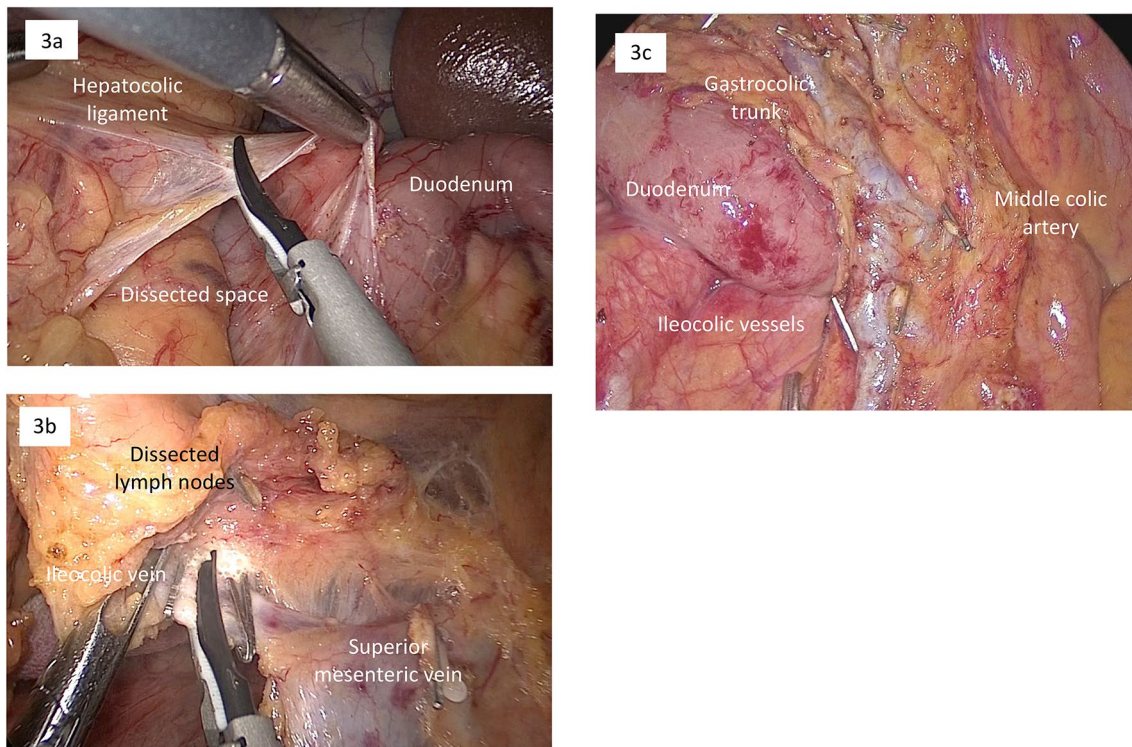 3a
Hepatocolic
ligament
Duodenum
Dissected space
3b
Dissected
lymph nodes
Ileocolic vein
Superior
mesenteric vein
3c
Gastrocolic
trunk
Duodenum
Middle colic
artery
Ileocolic vessels